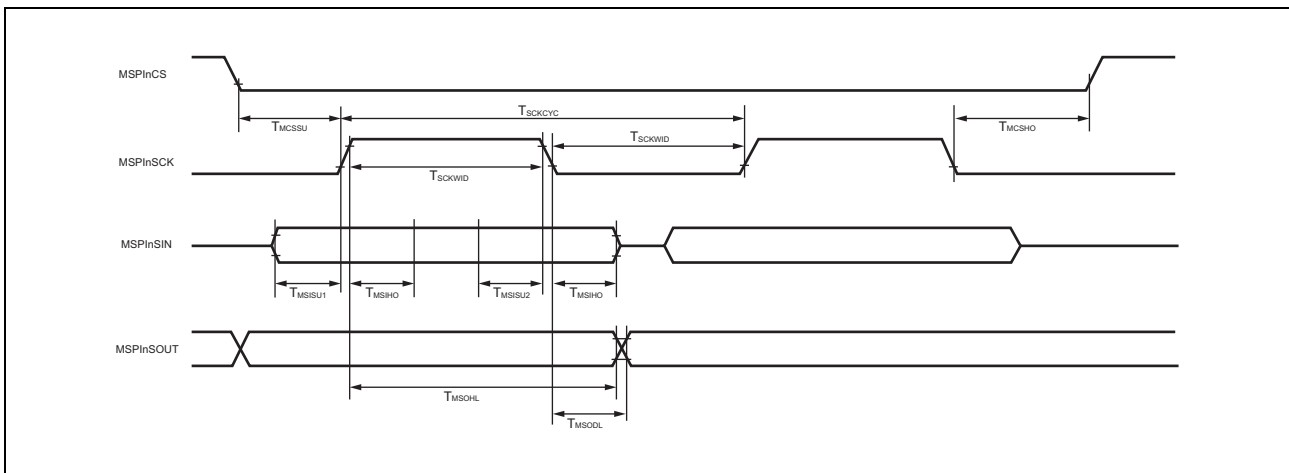 MSPInCS
TMCSSU
TSCKCYC
TSCKWID
TMCSHO
MSPInSCK
TSCKWID
MSPInSIN
TMSISU1
TMSIHO
TMSISU2
TMSIHO
MSPInSOUT
TMSOHL
TMSODL